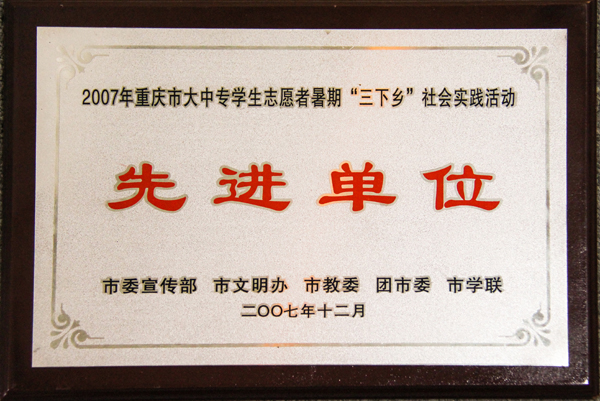 2007年重庆市大中专学生志愿者暑期“三下乡”社会实践活动
先进单位
市委宣传部 市文明办 市教委 团市委 市学联
二〇〇七年十二月